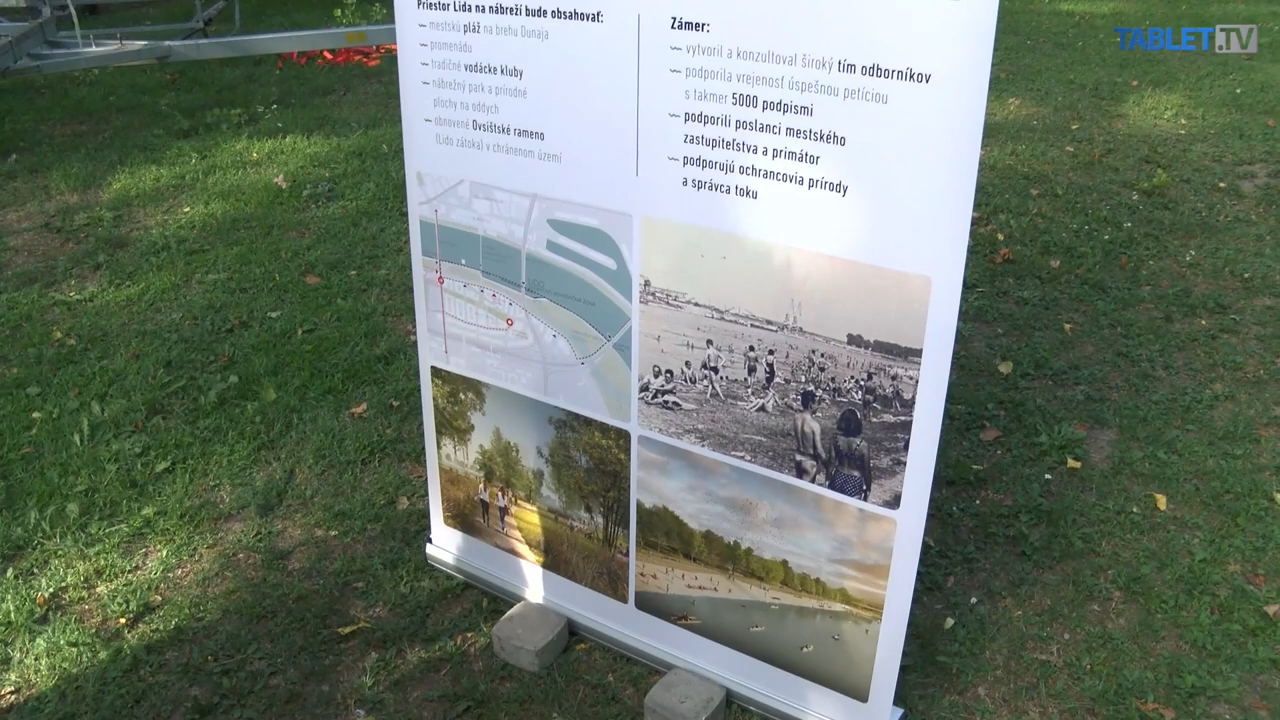 Priestor Lida na nábreží bude obsahovať:
mestskú pláž na brehu Dunaja
promenádu
tradičné vodácke kluby
nábrežný park a prírodné
plochy na oddych
obnovené Ovsištské rameno
(Lido zátoka) v chránenom území
Zámer:
vytvoril a konzultoval široký tím odborníkov
podporila vrejenosť úspešnou petíciou
s takmer 5000 podpismi
podporili poslanci mestského
zastupiteľstva a primátor
podporujú ochrancovia prírody
a správca toku
TABLET.TV